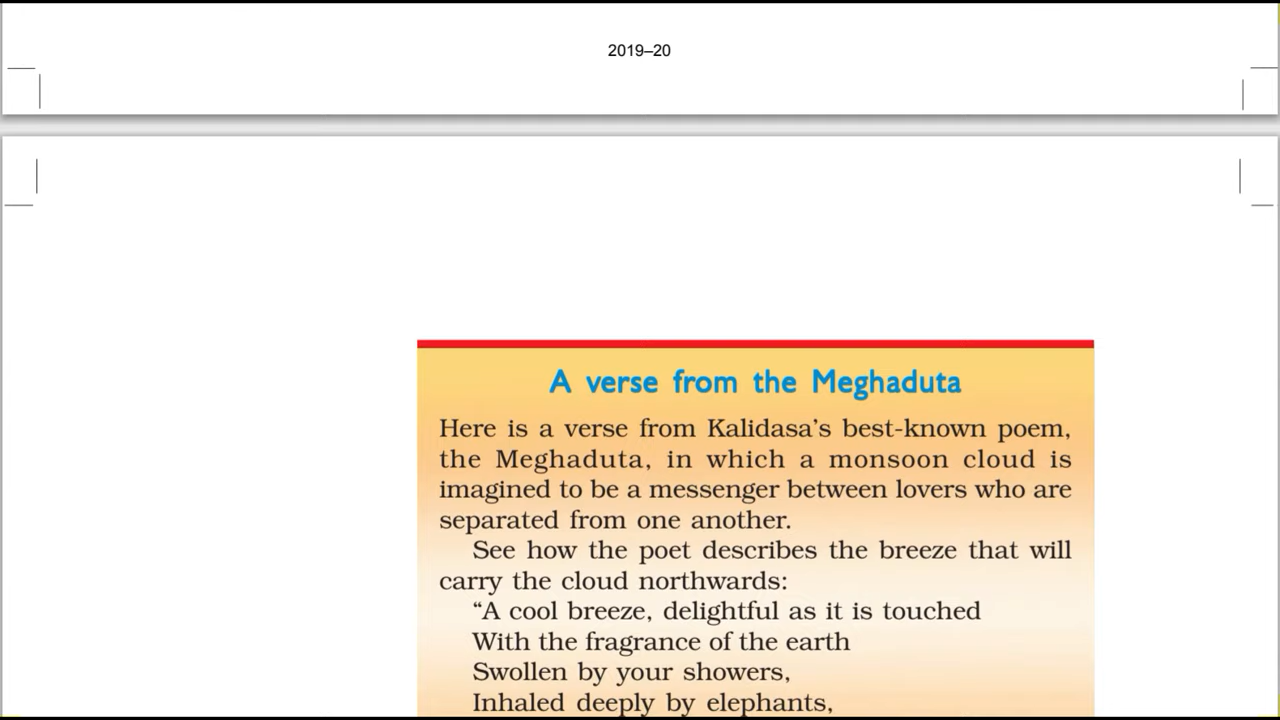 2019–20
A verse from the Meghaduta
Here is a verse from Kalidasa’s best-known poem,
the Meghaduta, in which a monsoon cloud is
imagined to be a messenger between lovers who are
separated from one another.
See how the poet describes the breeze that will
carry the cloud northwards:
“A cool breeze, delightful as it is touched
With the fragrance of the earth
Swollen by your showers,
Inhaled deeply by elephants,